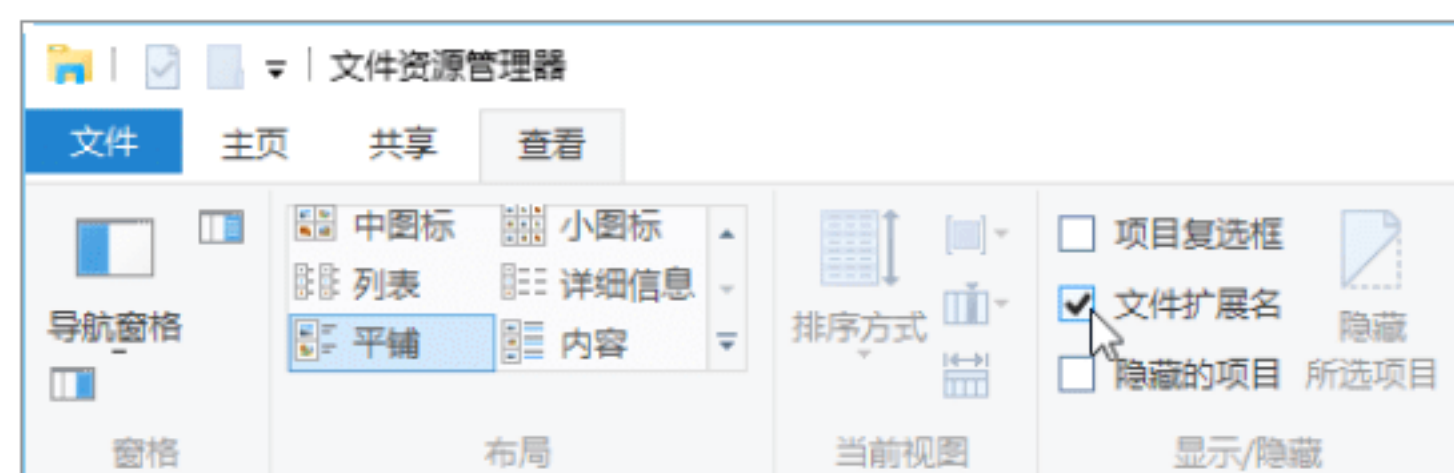 文件资源管理器
文件 主页 共享 查看
中图标 小图标
列表 详细信息
平铺 内容
导航窗格
排序方式
项目复选框
文件扩展名
隐藏的项目
隐藏
所选项目
窗格 布局 当前视图 显示/隐藏